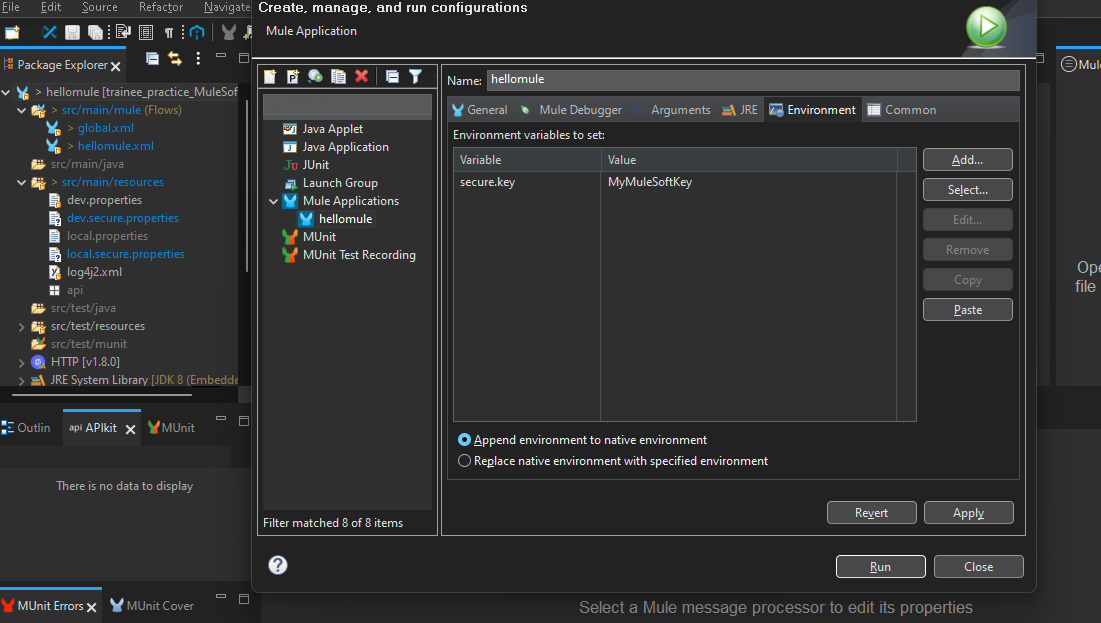 File Edit Source Refactor Navigate
Package Explorer
> hellomule [trainee_practice_MuleSof
> src/main/mule (Flows)
> global.xml
> hellomule.xml
src/main/java
> src/main/resources
dev.properties
dev.secure.properties
local.properties
local.secure.properties
log4j2.xml
api
src/test/java
src/test/resources
src/test/munit
HTTP [v1.8.0]
JRE System Library [JDK 8 (Embedde
Outlin
api APIkit
MUnit
There is no data to display
MUnit Errors
MUnit Cover
Create, manage, and run configurations
Mule Application
Java Applet
Java Application
Ju JUnit
Launch Group
Mule Applications
hellomule
MUnit
MUnit Test Recording
Filter matched 8 of 8 items
Name: hellomule
General Mule Debugger Arguments JRE Environment Common
Environment variables to set:
Variable Value
secure.key MyMuleSoftKey
Add...
Select...
Edit...
Remove
Copy
Paste
Append environment to native environment
Replace native environment with specified environment
Revert Apply
? Run Close
Mul
Ope
file
Select a Mule message processor to edit its properties